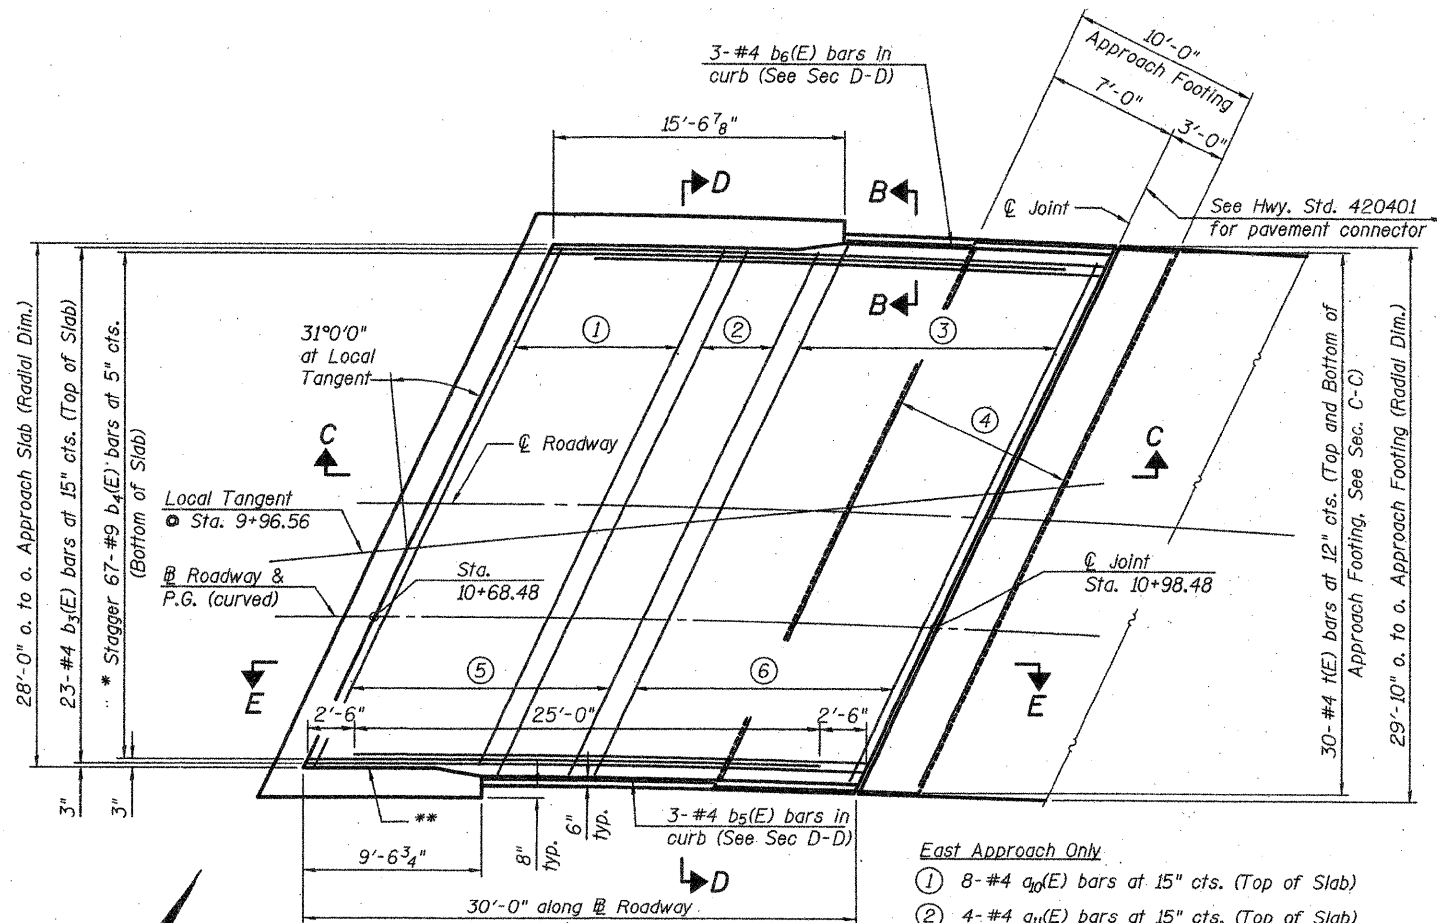 10'-0"
Approach Footing
7'-0"
3'-0"
3-#4 b6(E) bars in
curb (See Sec D-D)
15'-6 7/8"
D
B
℄ Joint
See Hwy. Std. 420401
for pavement connector
B
28'-0" o. to o. Approach Slab (Radial Dim.)
23-#4 b3(E) bars at 15" cts. (Top of Slab)
* Stagger 67-#9 b4(E) bars at 5" cts.
(Bottom of Slab)
31°0'0"
at Local
Tangent
1
2
3
4
℄ Roadway
C
C
Local Tangent
@ Sta. 9+96.56
℄ Joint
Sta. 10+98.48
Sta.
10+68.48
BL Roadway &
P.G. (curved)
5
6
E
E
2'-6"
25'-0"
2'-6"
30-#4 t(E) bars at 12" cts. (Top and Bottom of
Approach Footing, See Sec. C-C)
29'-10" o. to o. Approach Footing (Radial Dim.)
3"
3"
**
9'-6 3/4"
8"
typ.
6"
typ.
3-#4 b5(E) bars in
curb (See Sec D-D)
D
30'-0" along BL Roadway
East Approach Only
1 8-#4 a10(E) bars at 15" cts. (Top of Slab)
2 4-#4 a11(E) bars at 15" cts. (Top of Slab)